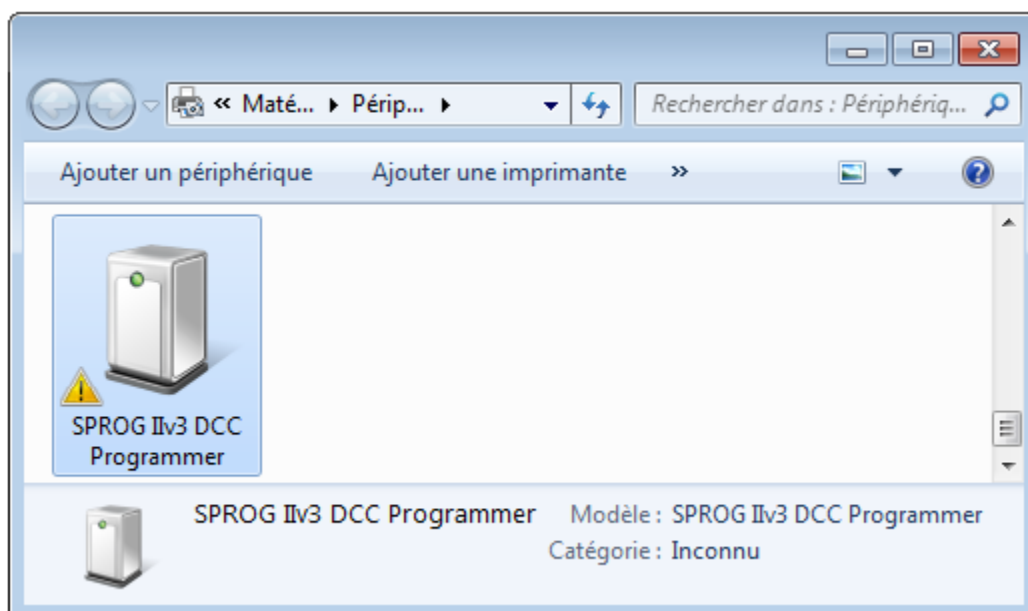 « Maté... Périp...
Rechercher dans : Périphériq...
Ajouter un périphérique Ajouter une imprimante »
SPROG IIv3 DCC
Programmer
SPROG IIv3 DCC Programmer Modèle : SPROG IIv3 DCC Programmer
Catégorie : Inconnu